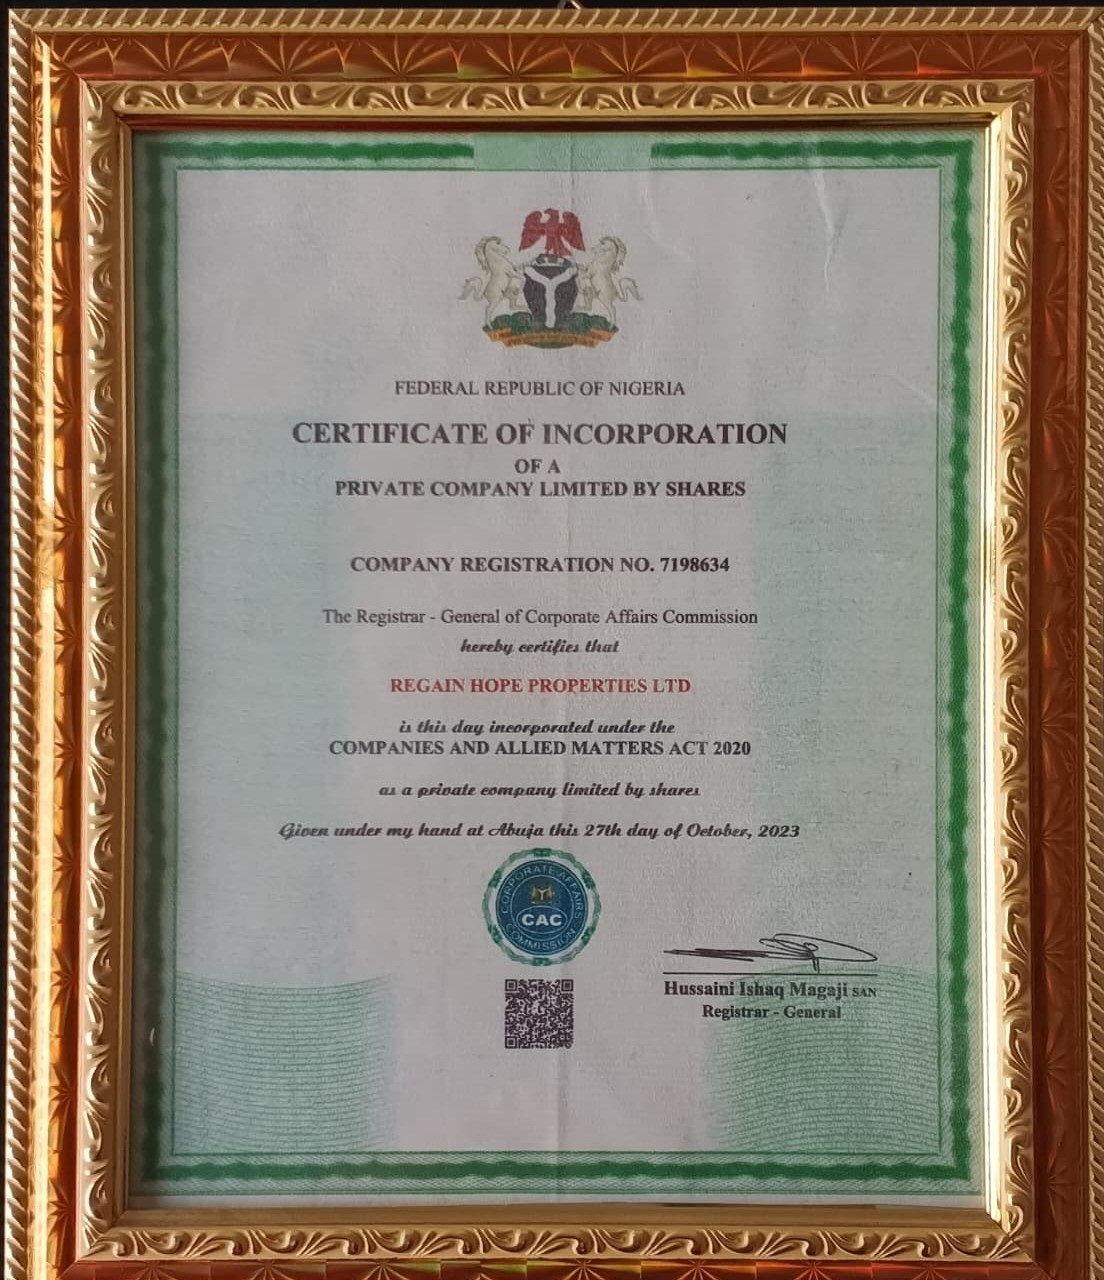 FEDERAL REPUBLIC OF NIGERIA
CERTIFICATE OF INCORPORATION
OF A
PRIVATE COMPANY LIMITED BY SHARES
COMPANY REGISTRATION NO. 7198634
The Registrar - General of Corporate Affairs Commission
hereby certifies that
REGAIN HOPE PROPERTIES LTD
is this day incorporated under the
COMPANIES AND ALLIED MATTERS ACT 2020
as a private company limited by shares
Given under my hand at Abuja this 27th day of October, 2023
CORPORATE AFFAIRS
CAC
COMMISSION
Hussaini Ishaq Magaji SAN
Registrar - General